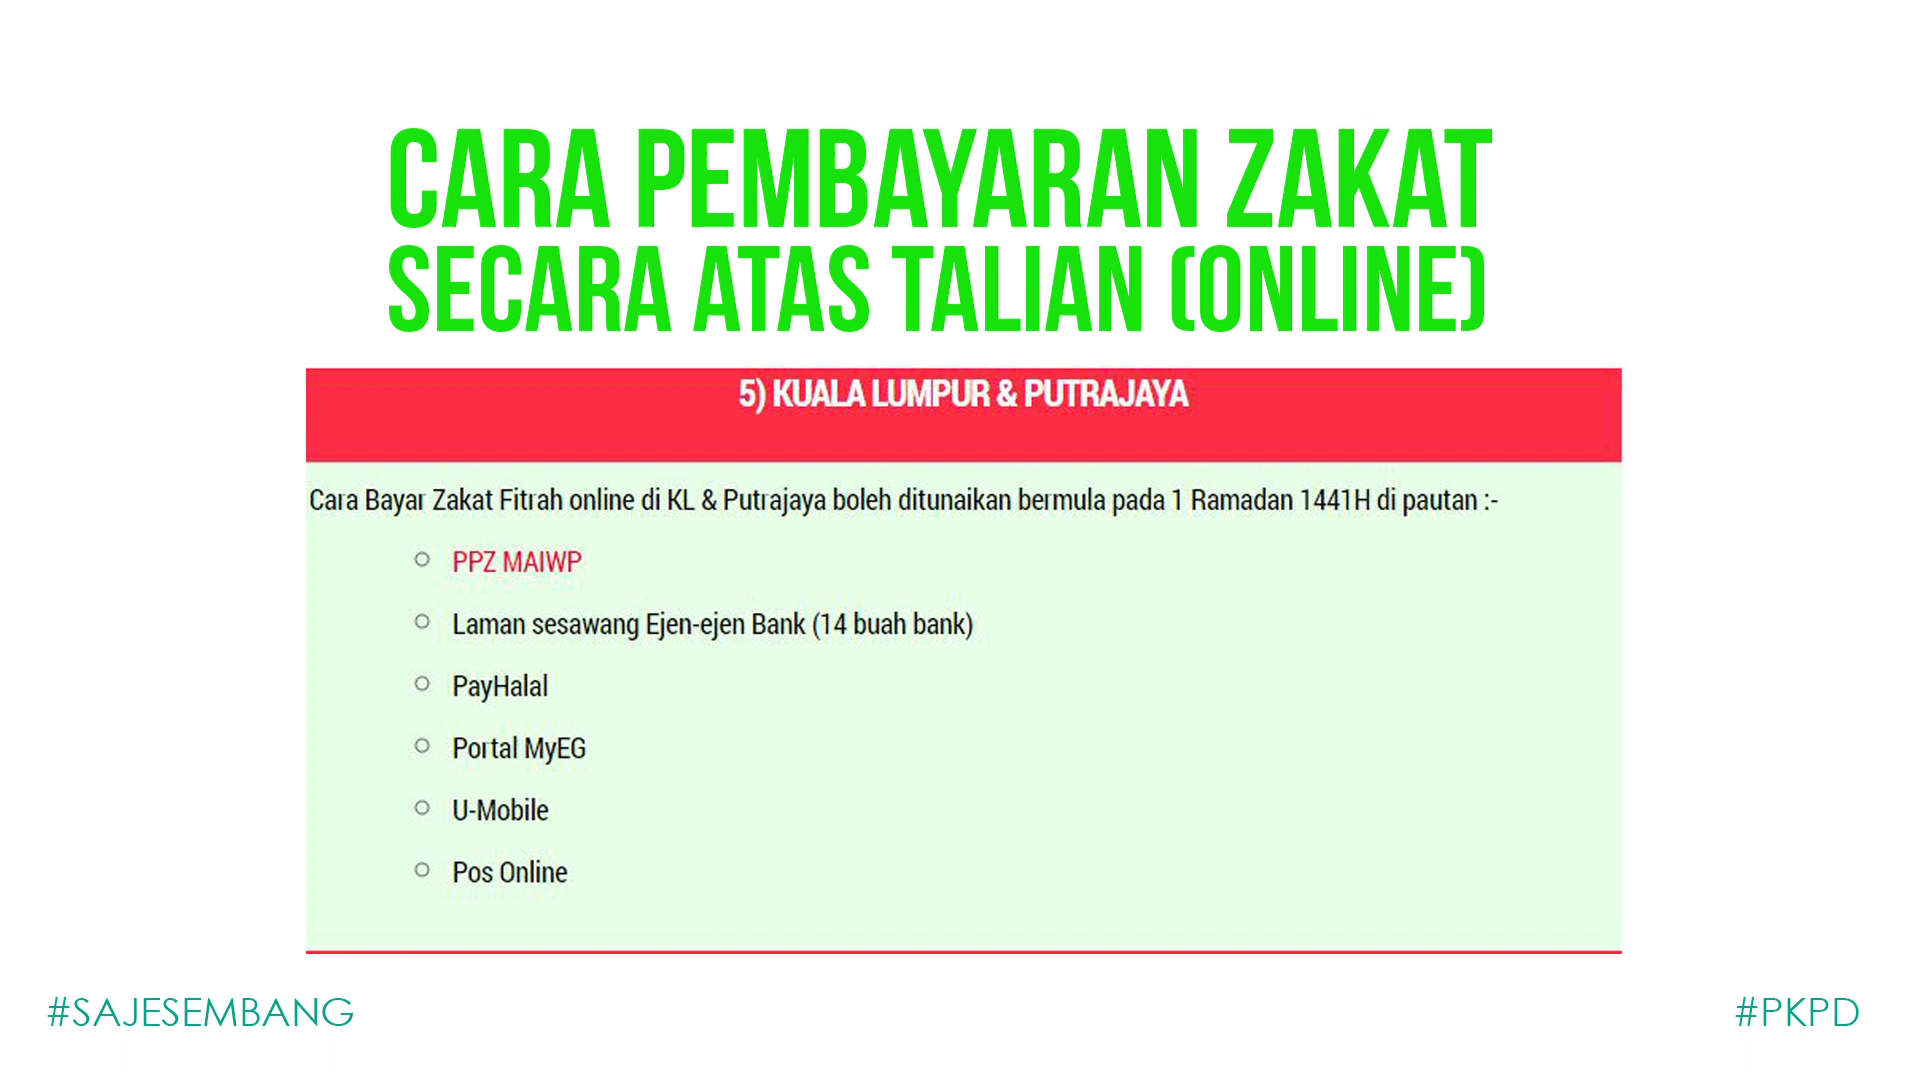 CARA PEMBAYARAN ZAKAT
SECARA ATAS TALIAN (ONLINE)
5) KUALA LUMPUR & PUTRAJAYA
Cara Bayar Zakat Fitrah online di KL & Putrajaya boleh ditunaikan bermula pada 1 Ramadan 1441H di pautan :-
PPZ MAIWP
Laman sesawang Ejen-ejen Bank (14 buah bank)
PayHalal
Portal MyEG
U-Mobile
Pos Online
#SAJESEMBANG
#PKPD